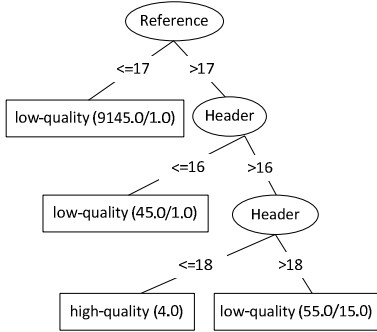 Reference
<=17
>17
low-quality (9145.0/1.0)
Header
<=16
>16
low-quality (45.0/1.0)
Header
<=18
>18
high-quality (4.0)
low-quality (55.0/15.0)